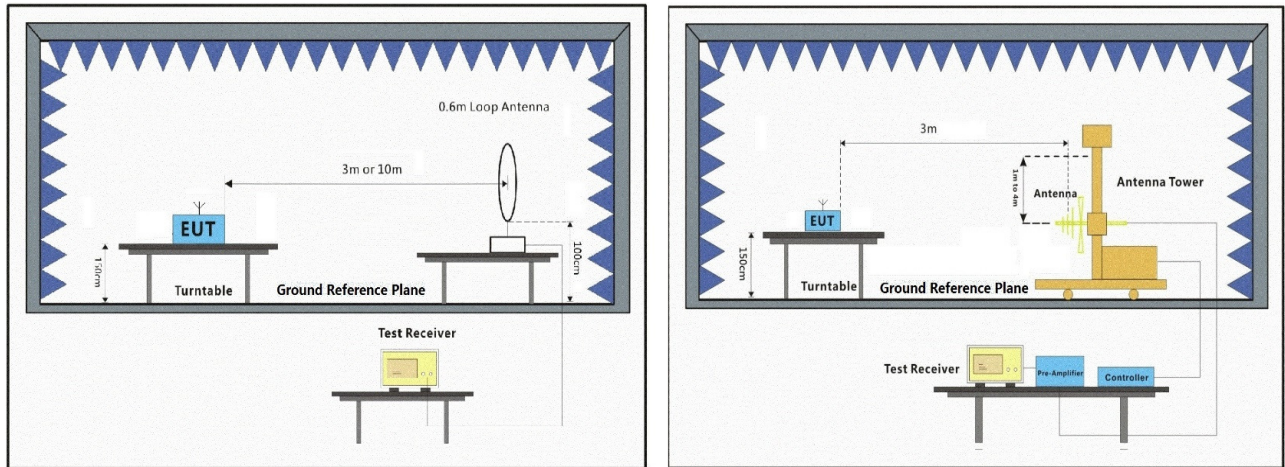 0.6m Loop Antenna
3m or 10m
EUT
150cm
100cm
Turntable
Ground Reference Plane
Test Receiver
3m
1m to 4m
Antenna
Antenna Tower
EUT
150cm
Turntable
Ground Reference Plane
Test Receiver
Pre-Amplifier
Controller